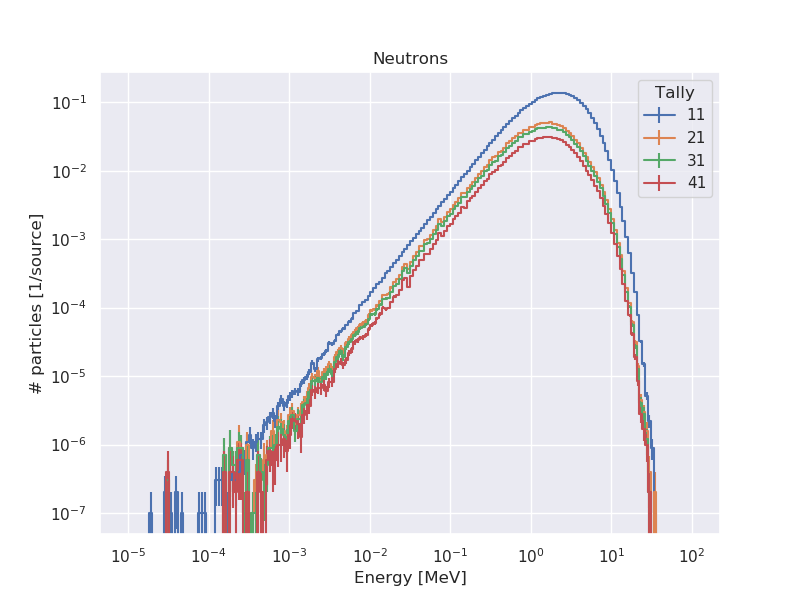 Neutrons
# particles [1/source]
10⁻¹
10⁻²
10⁻³
10⁻⁴
10⁻⁵
10⁻⁶
10⁻⁷
Tally
11
21
31
41
10⁻⁵ 10⁻⁴ 10⁻³ 10⁻² 10⁻¹ 10⁰ 10¹ 10²
Energy [MeV]